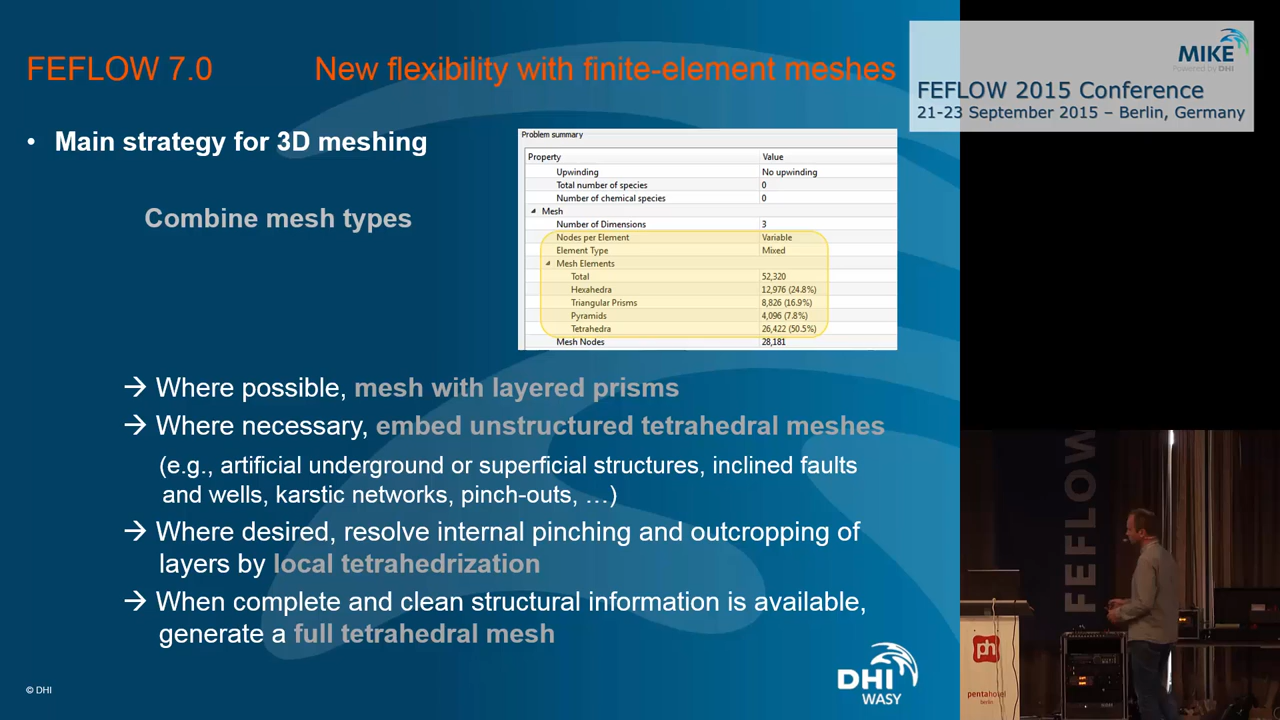 FEFLOW 7.0 New flexibility with finite-element meshes
MIKE
Powered by DHI
FEFLOW 2015 Conference
21-23 September 2015 – Berlin, Germany
• Main strategy for 3D meshing
Combine mesh types
Problem summary
Property Value
Upwinding No upwinding
Total number of species 0
Number of chemical species 0
Mesh
Number of Dimensions 3
Nodes per Element Variable
Element Type Mixed
Mesh Elements
Total 52,320
Hexahedra 12,976 (24.8%)
Triangular Prisms 8,826 (16.9%)
Pyramids 4,096 (7.8%)
Tetrahedra 26,422 (50.5%)
Mesh Nodes 28,181
→ Where possible, mesh with layered prisms
→ Where necessary, embed unstructured tetrahedral meshes
(e.g., artificial underground or superficial structures, inclined faults
and wells, karstic networks, pinch-outs, …)
→ Where desired, resolve internal pinching and outcropping of
layers by local tetrahedrization
→ When complete and clean structural information is available,
generate a full tetrahedral mesh
© DHI
DHI
WASY
FEFLOW
ph
pentahotel
berlin